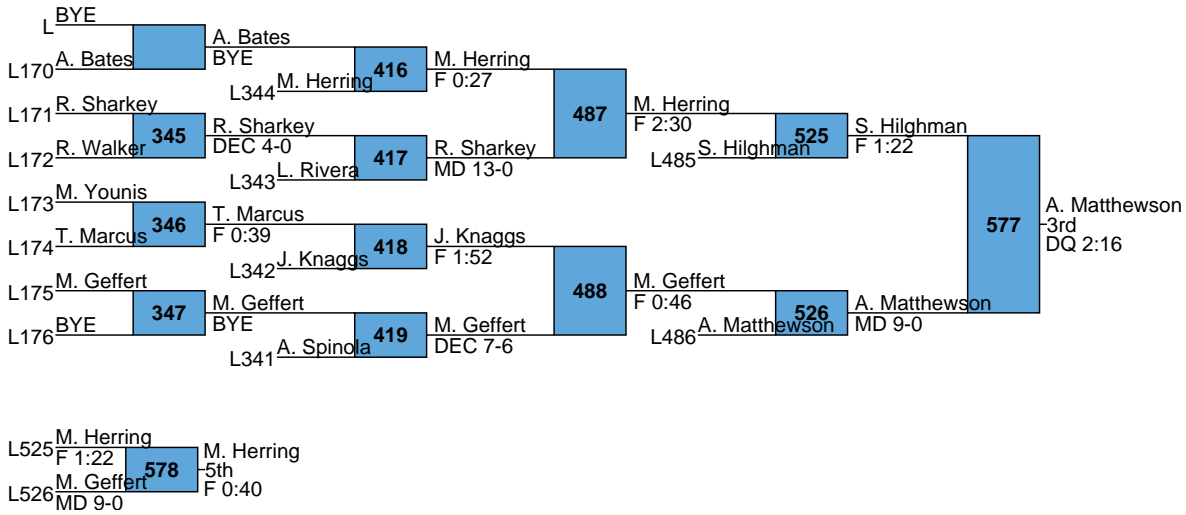 BYE
L
A. Bates
BYE
A. Bates
L170
M. Herring
L344
416
M. Herring
F 0:27
R. Sharkey
L171
345
R. Sharkey
DEC 4-0
R. Walker
L172
L. Rivera
L343
417
R. Sharkey
MD 13-0
487
M. Herring
F 2:30
S. Hilghman
L485
525
S. Hilghman
F 1:22
M. Younis
L173
346
T. Marcus
F 0:39
T. Marcus
L174
J. Knaggs
L342
418
J. Knaggs
F 1:52
M. Geffert
L175
347
M. Geffert
BYE
BYE
L176
A. Spinola
L341
419
M. Geffert
DEC 7-6
488
M. Geffert
F 0:46
A. Matthewson
L486
526
A. Matthewson
MD 9-0
577
A. Matthewson
3rd
DQ 2:16
L525
M. Herring
F 1:22
578
M. Herring
5th
F 0:40
L526
M. Geffert
MD 9-0